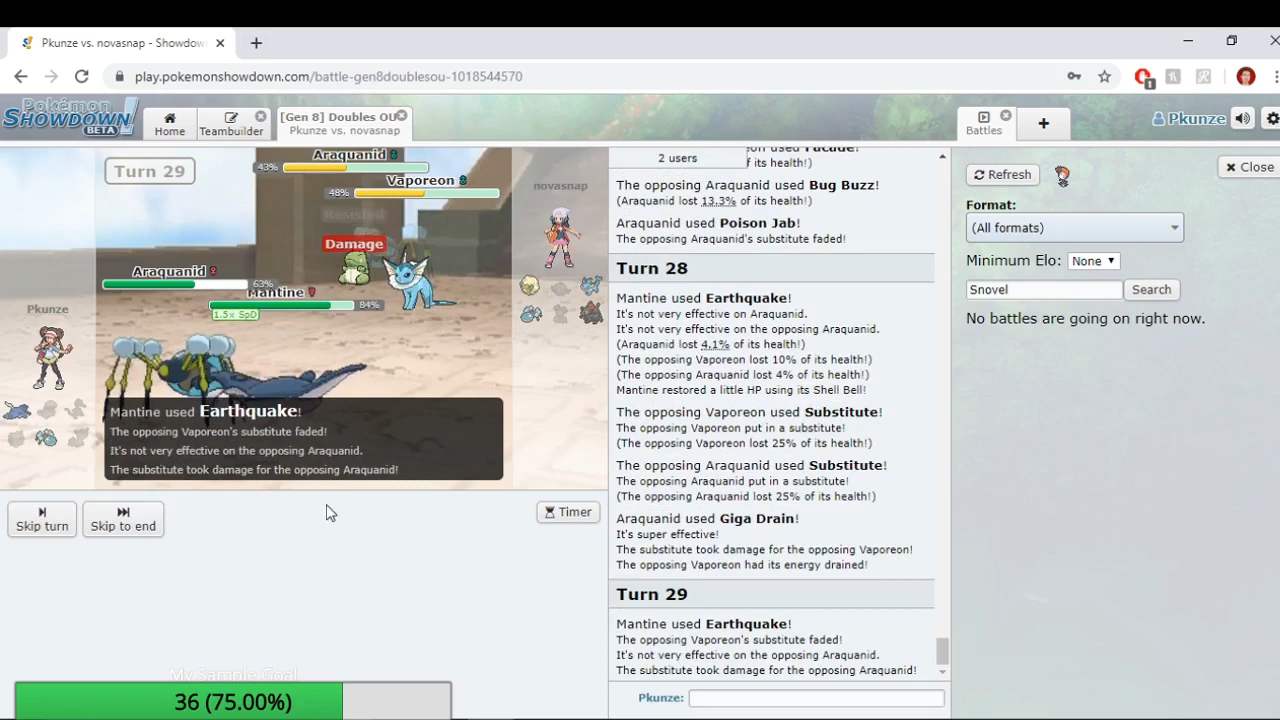 Pkunze vs. novasnap - Showdow
play.pokemonshowdown.com/battle-gen8doublesou-1018544570
1
Pokémon
SHOWDOWN!
BETA
Home
Teambuilder
[Gen 8] Doubles OU
Pkunze vs. novasnap
Battles
Pkunze
Turn 29
Araquanid
43%
Vaporeon
48%
Resisted
Damage
Araquanid
63%
Mantine
84%
1.5x SpD
Pkunze
novasnap
Mantine used Earthquake!
The opposing Vaporeon's substitute faded!
It's not very effective on the opposing Araquanid.
The substitute took damage for the opposing Araquanid!
Skip turn
Skip to end
Timer
My Sample Goal
36 (75.00%)
2 users
of its health!)
The opposing Araquanid used Bug Buzz!
(Araquanid lost 13.3% of its health!)
Araquanid used Poison Jab!
The opposing Araquanid's substitute faded!
Turn 28
Mantine used Earthquake!
It's not very effective on Araquanid.
It's not very effective on the opposing Araquanid.
(Araquanid lost 4.1% of its health!)
(The opposing Vaporeon lost 10% of its health!)
(The opposing Araquanid lost 4% of its health!)
Mantine restored a little HP using its Shell Bell!
The opposing Vaporeon used Substitute!
The opposing Vaporeon put in a substitute!
(The opposing Vaporeon lost 25% of its health!)
The opposing Araquanid used Substitute!
The opposing Araquanid put in a substitute!
(The opposing Araquanid lost 25% of its health!)
Araquanid used Giga Drain!
It's super effective!
The substitute took damage for the opposing Vaporeon!
The opposing Vaporeon had its energy drained!
Turn 29
Mantine used Earthquake!
The opposing Vaporeon's substitute faded!
It's not very effective on the opposing Araquanid.
The substitute took damage for the opposing Araquanid!
Pkunze:
Refresh
Close
Format:
(All formats)
Minimum Elo: None
Snovel
Search
No battles are going on right now.